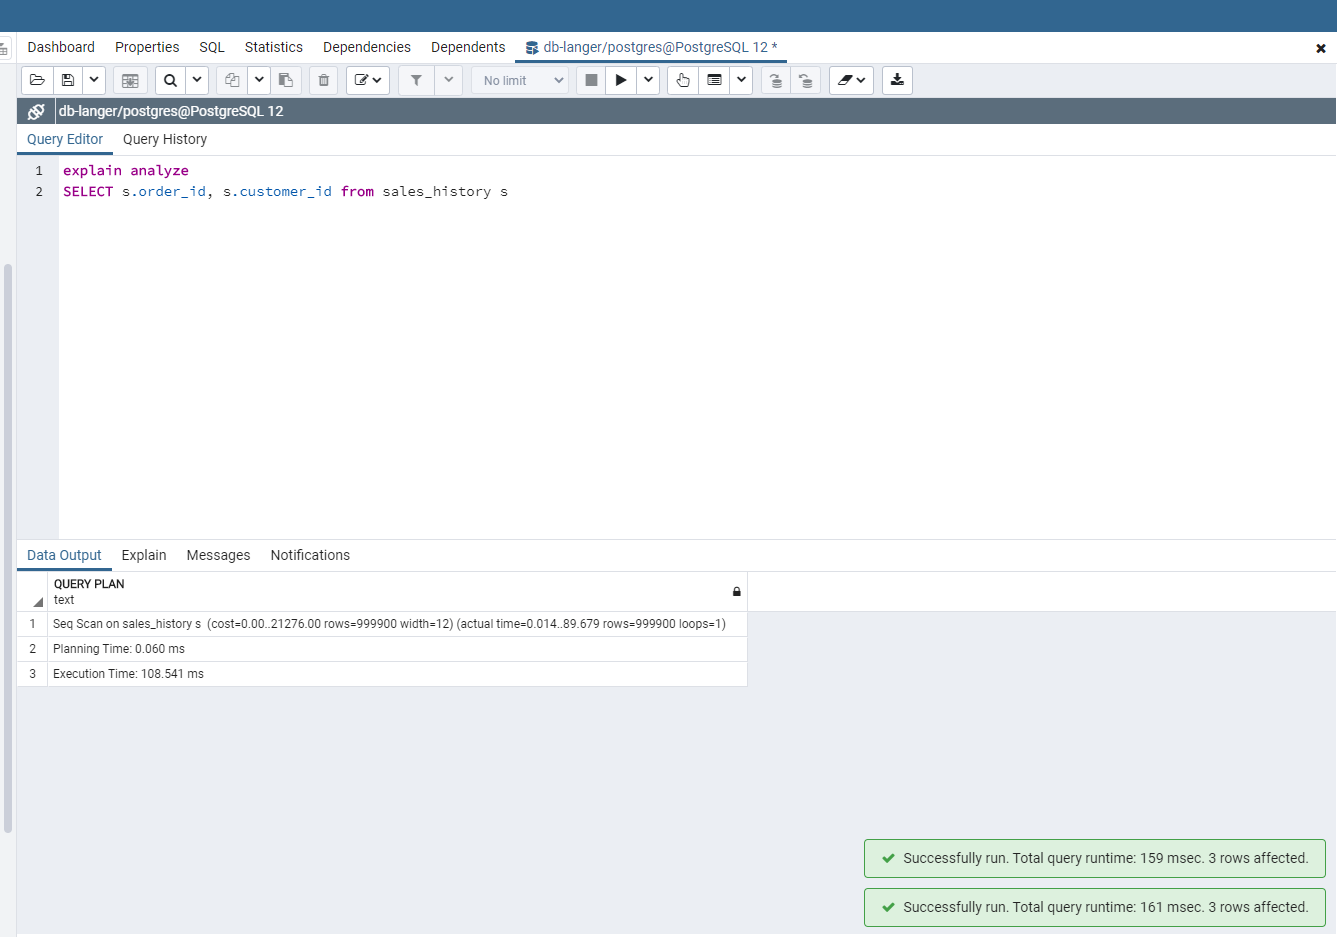 Dashboard Properties SQL Statistics Dependencies Dependents db-langer/postgres@PostgreSQL 12 *
No limit
db-langer/postgres@PostgreSQL 12
Query Editor Query History
1 explain analyze
2 SELECT s.order_id, s.customer_id from sales_history s
Data Output Explain Messages Notifications
QUERY PLAN
text
1 Seq Scan on sales_history s (cost=0.00..21276.00 rows=999900 width=12) (actual time=0.014..89.679 rows=999900 loops=1)
2 Planning Time: 0.060 ms
3 Execution Time: 108.541 ms
Successfully run. Total query runtime: 159 msec. 3 rows affected.
Successfully run. Total query runtime: 161 msec. 3 rows affected.